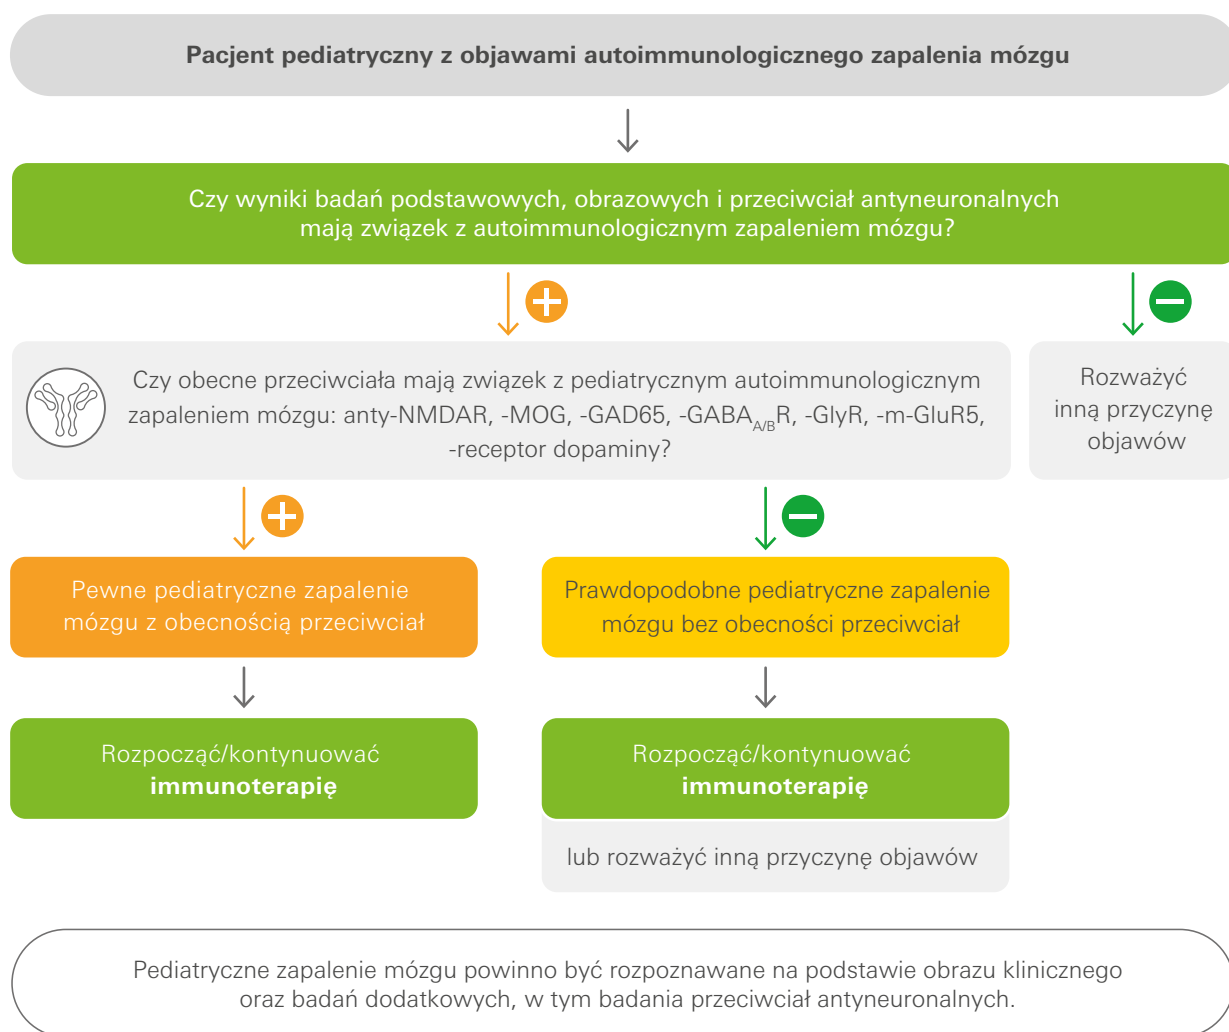 Pacjent pediatryczny z objawami autoimmunologicznego zapalenia mózgu
Czy wyniki badań podstawowych, obrazowych i przeciwciał antyneuronalnych
mają związek z autoimmunologicznym zapaleniem mózgu?
Czy obecne przeciwciała mają związek z pediatrycznym autoimmunologicznym
zapaleniem mózgu: anty-NMDAR, -MOG, -GAD65, -GABA_A/B R, -GlyR, -m-GluR5,
-receptor dopaminy?
Rozważyć
inną przyczynę
objawów
Pewne pediatryczne zapalenie
mózgu z obecnością przeciwciał
Prawdopodobne pediatryczne zapalenie
mózgu bez obecności przeciwciał
Rozpocząć/kontynuować
immunoterapię
Rozpocząć/kontynuować
immunoterapię
lub rozważyć inną przyczynę objawów
Pediatryczne zapalenie mózgu powinno być rozpoznawane na podstawie obrazu klinicznego
oraz badań dodatkowych, w tym badania przeciwciał antyneuronalnych.